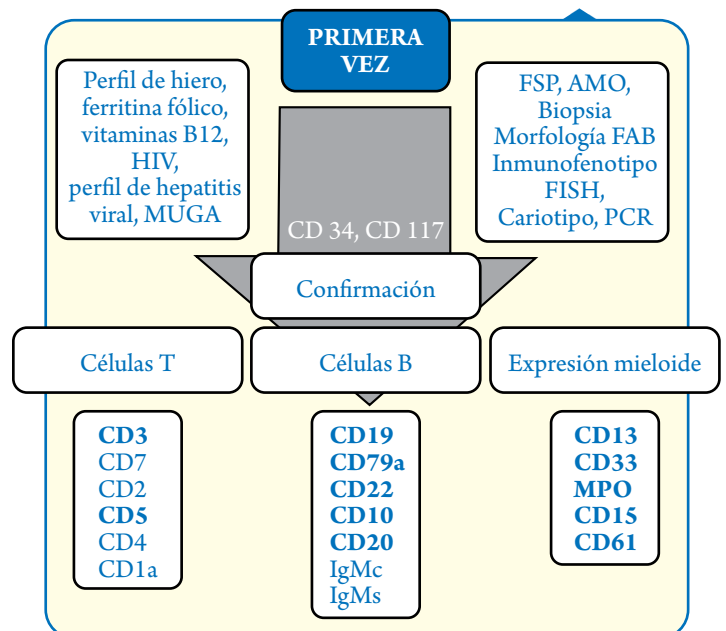 PRIMERA
VEZ
Perfil de hiero,
ferritina fólico,
vitaminas B12,
HIV,
perfil de hepatitis
viral, MUGA
FSP, AMO,
Biopsia
Morfología FAB
Inmunofenotipo
FISH,
Cariotipo, PCR
CD 34, CD 117
Confirmación
Células T
Células B
Expresión mieloide
CD3
CD7
CD2
CD5
CD4
CD1a
CD19
CD79a
CD22
CD10
CD20
IgMc
IgMs
CD13
CD33
MPO
CD15
CD61